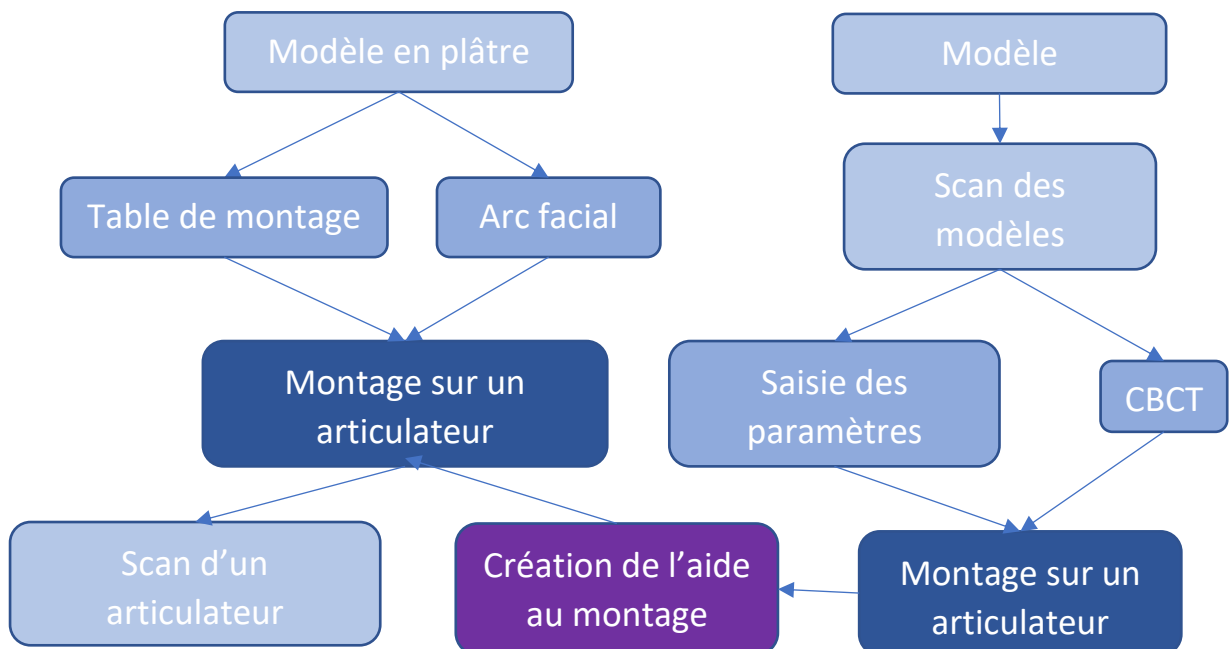 Modèle en plâtre
Modèle
Table de montage
Arc facial
Scan des
modèles
Montage sur un
articulateur
Saisie des
paramètres
CBCT
Scan d'un
articulateur
Création de l'aide
au montage
Montage sur un
articulateur